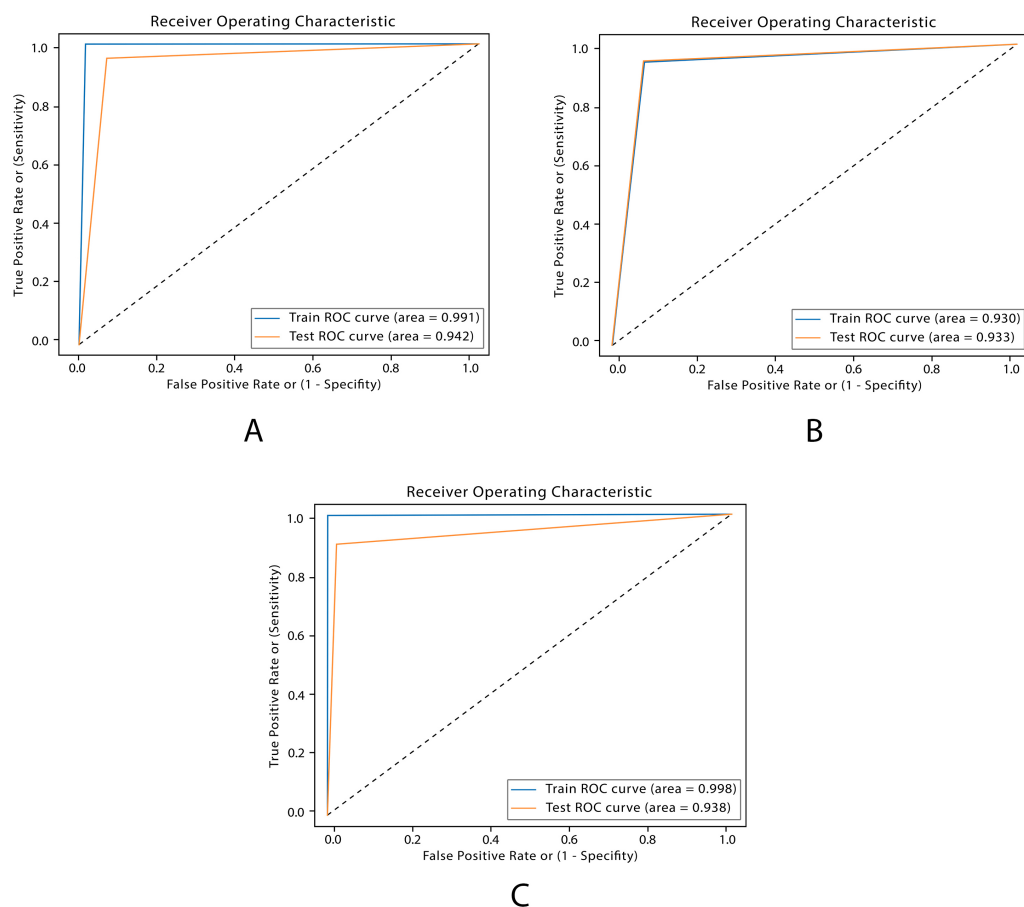 Receiver Operating Characteristic
True Positive Rate or (Sensitivity)
1.0
0.8
0.6
0.4
0.2
0.0
Train ROC curve (area = 0.991)
Test ROC curve (area = 0.942)
0.0 0.2 0.4 0.6 0.8 1.0
False Positive Rate or (1 - Specifity)
A
Receiver Operating Characteristic
True Positive Rate or (Sensitivity)
1.0
0.8
0.6
0.4
0.2
0.0
Train ROC curve (area = 0.930)
Test ROC curve (area = 0.933)
0.0 0.2 0.4 0.6 0.8 1.0
False Positive Rate or (1 - Specifity)
B
Receiver Operating Characteristic
True Positive Rate or (Sensitivity)
1.0
0.8
0.6
0.4
0.2
0.0
Train ROC curve (area = 0.998)
Test ROC curve (area = 0.938)
0.0 0.2 0.4 0.6 0.8 1.0
False Positive Rate or (1 - Specifity)
C